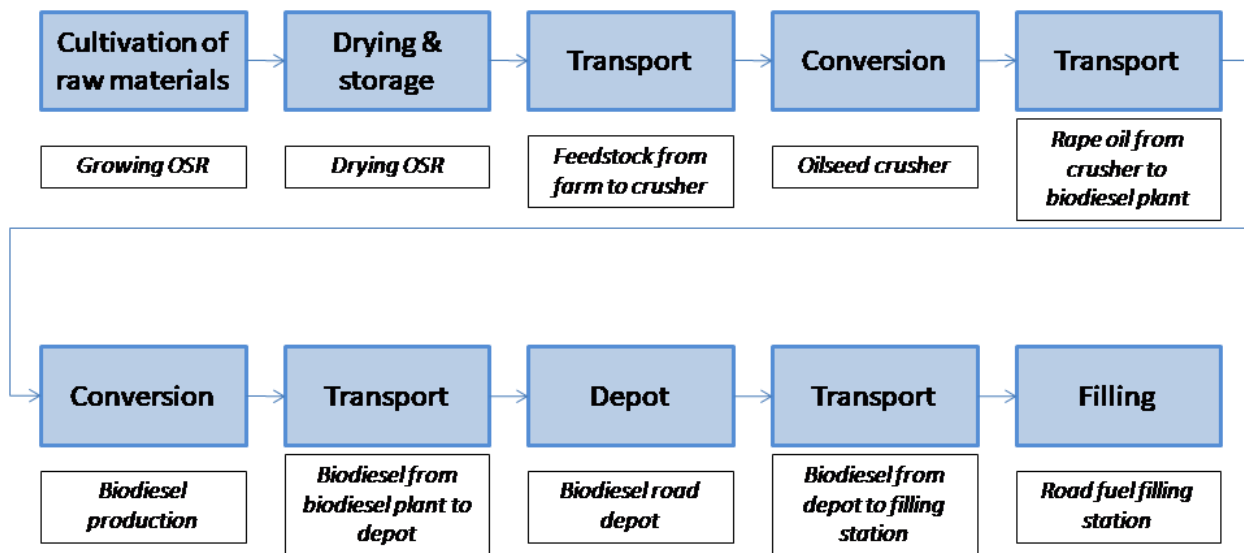 Cultivation of
raw materials
Drying &
storage
Transport
Conversion
Transport
Growing OSR
Drying OSR
Feedstock from
farm to crusher
Oilseed crusher
Rape oil from
crusher to
biodiesel plant
Conversion
Transport
Depot
Transport
Filling
Biodiesel
production
Biodiesel from
biodiesel plant to
depot
Biodiesel road
depot
Biodiesel from
depot to filling
station
Road fuel filling
station